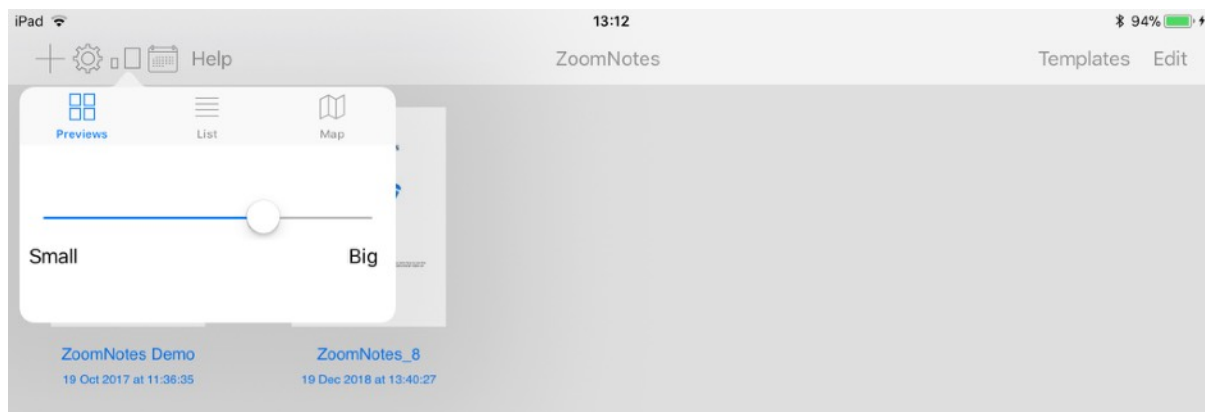 iPad 13:12 94%
Help ZoomNotes Templates Edit
Previews List Map
Small Big
ZoomNotes Demo ZoomNotes_8
19 Oct 2017 at 11:36:35 19 Dec 2018 at 13:40:27